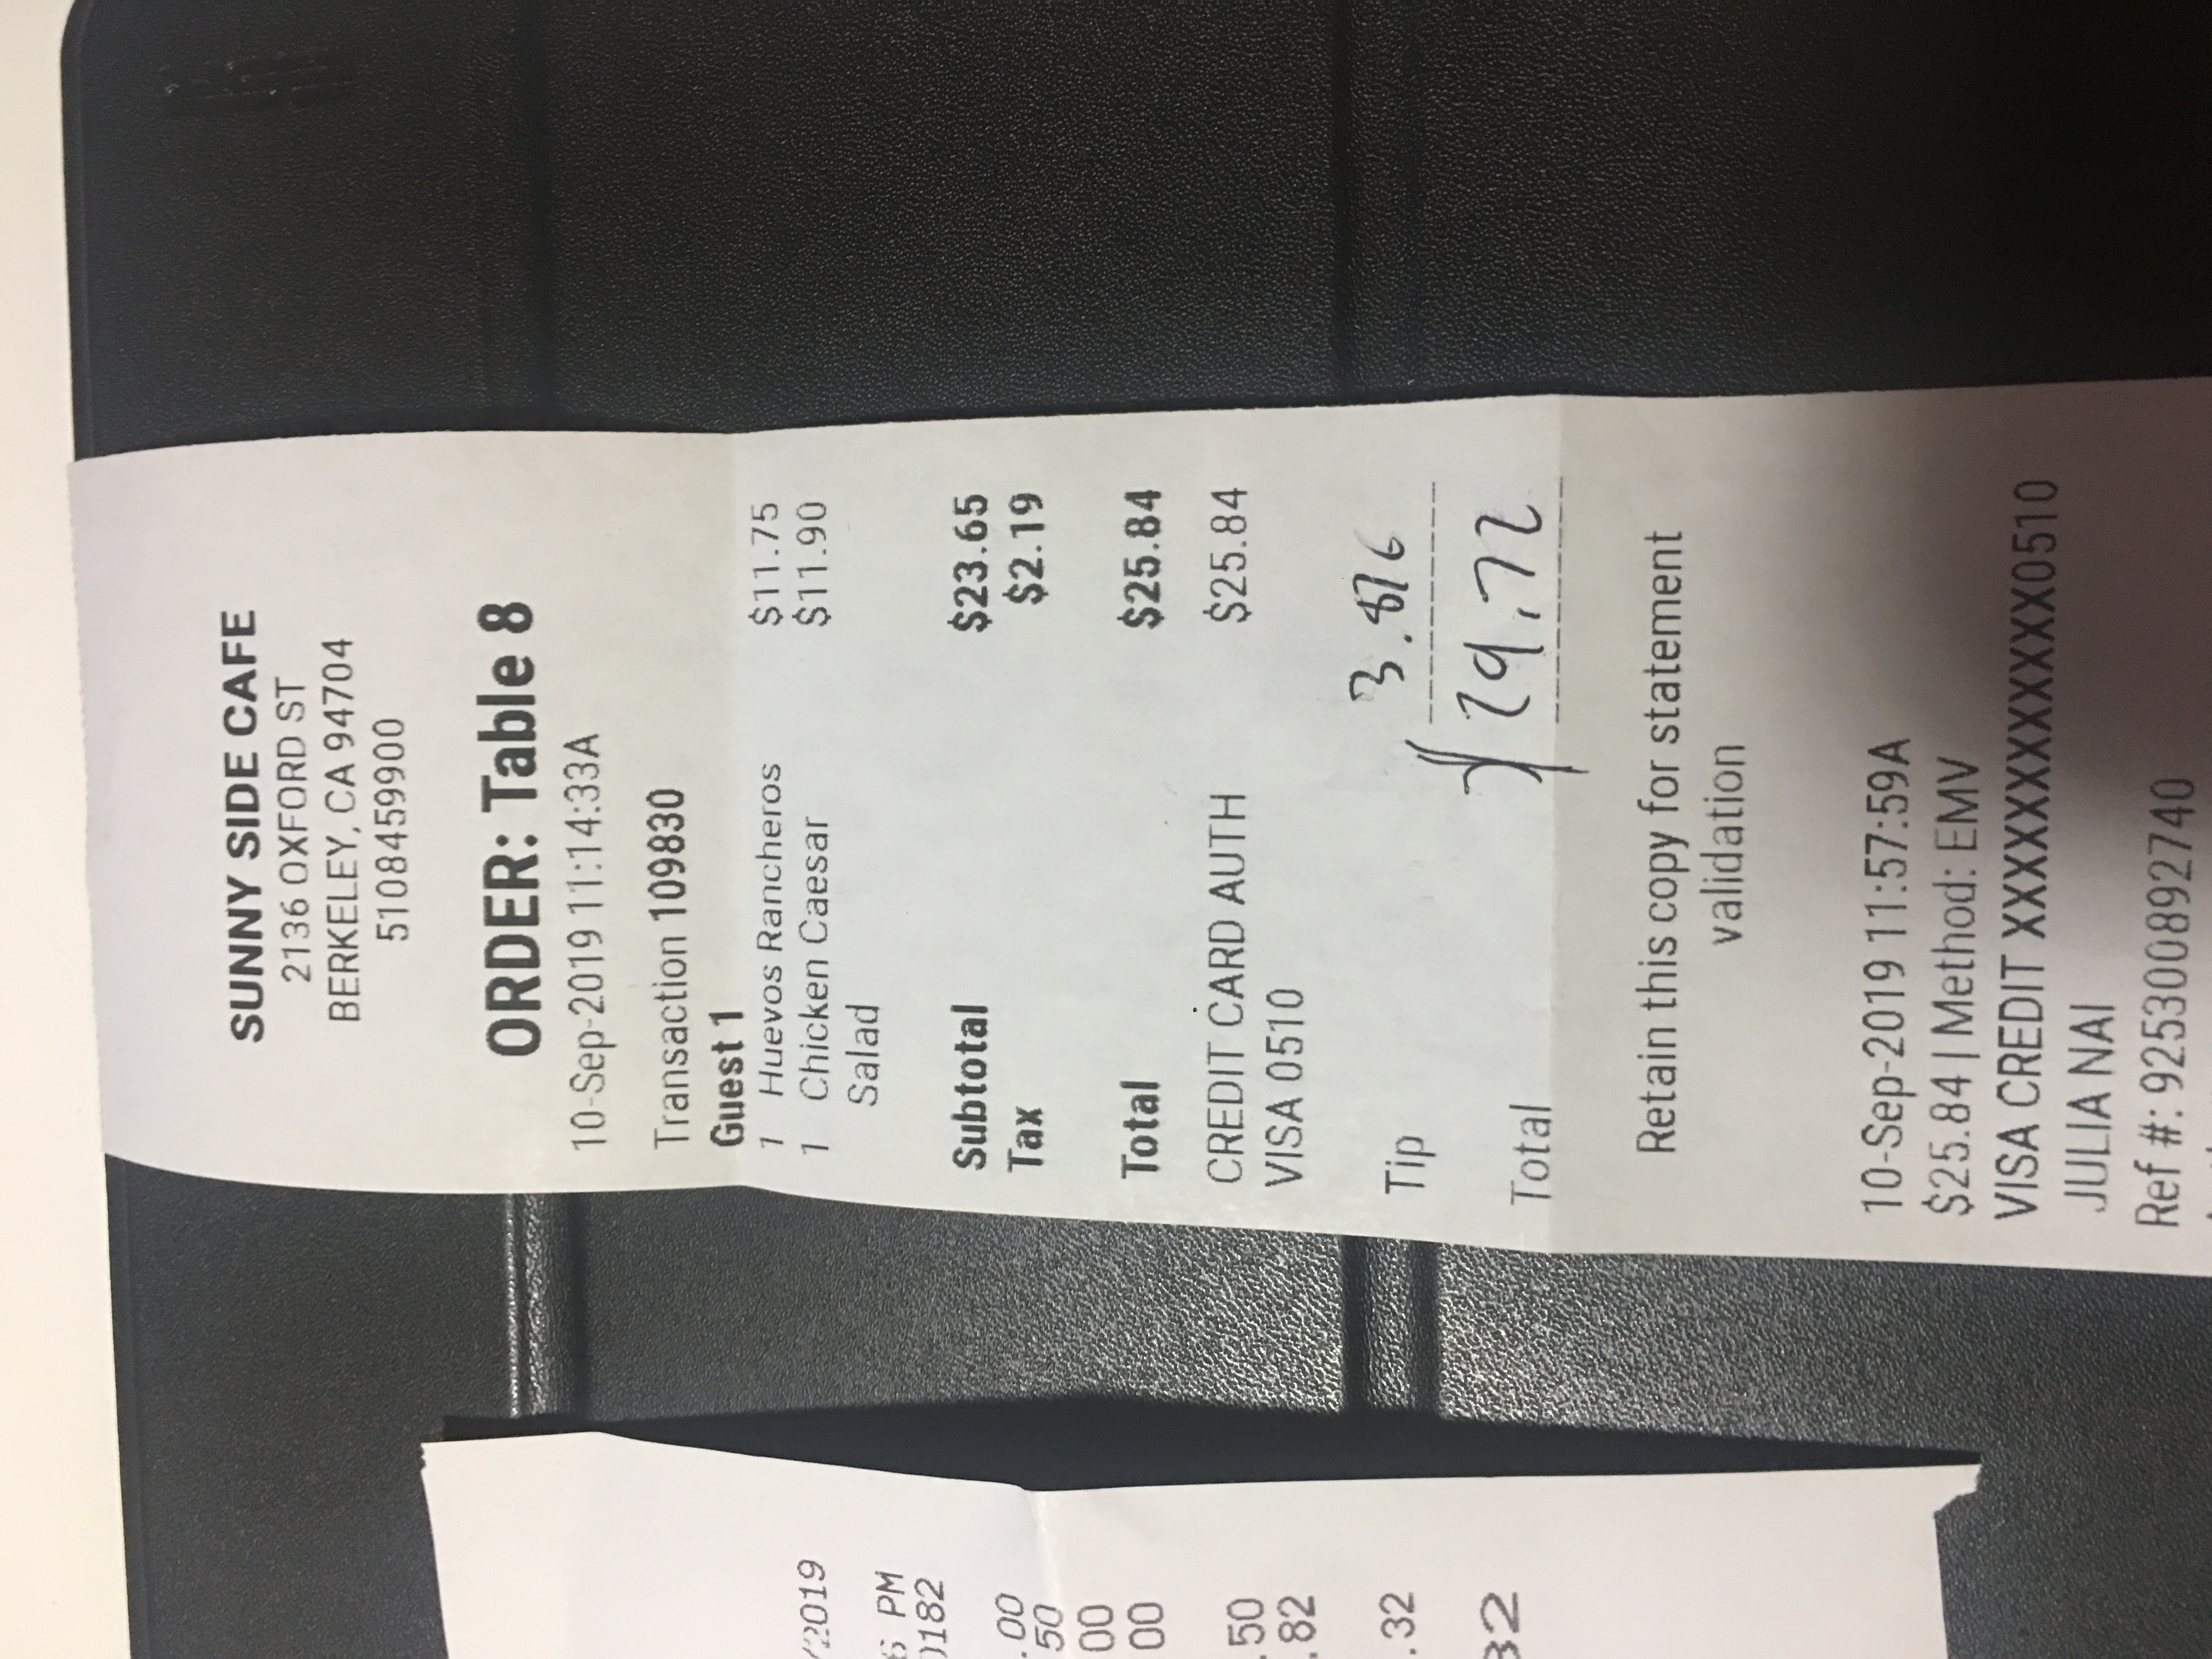 SUNNY SIDE CAFE
2136 OXFORD ST
BERKELEY, CA 94704
5108459900
ORDER: Table 8
10-Sep-2019 11:14:33A
Transaction 109830
Guest 1
1 Huevos Rancheros $11.75
1 Chicken Caesar $11.90
Salad
Subtotal $23.65
Tax $2.19
Total $25.84
CREDIT CARD AUTH $25.84
VISA 0510
Tip 3.876
Total 29.72
Retain this copy for statement
validation
10-Sep-2019 11:57:59A
$25.84 | Method: EMV
VISA CREDIT XXXXXXXXXXXX0510
JULIA NAI
Ref #: 925300892740
/2019
PM
0182
.00
50
00
00
.50
.82
.32
32